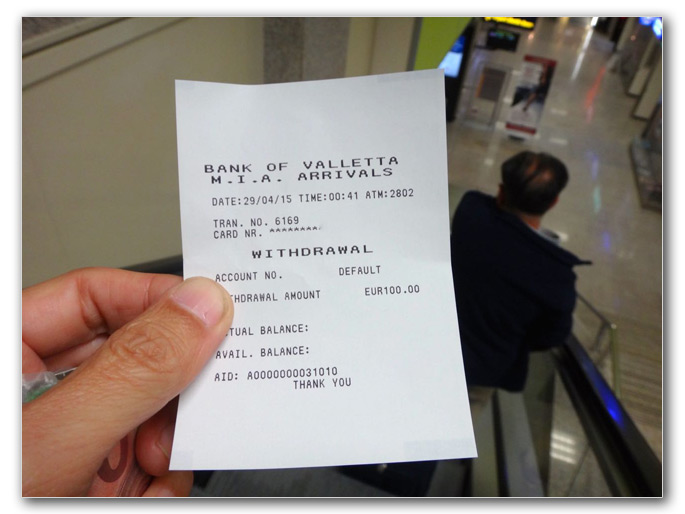 BANK OF VALLETTA
M.I.A. ARRIVALS
DATE:29/04/15 TIME:00:41 ATM:2802
TRAN. NO. 6169
CARD NR. ********
WITHDRAWAL
ACCOUNT NO. DEFAULT
THDRAWAL AMOUNT EUR100.00
TUAL BALANCE:
AVAIL. BALANCE:
AID: A0000000031010
THANK YOU